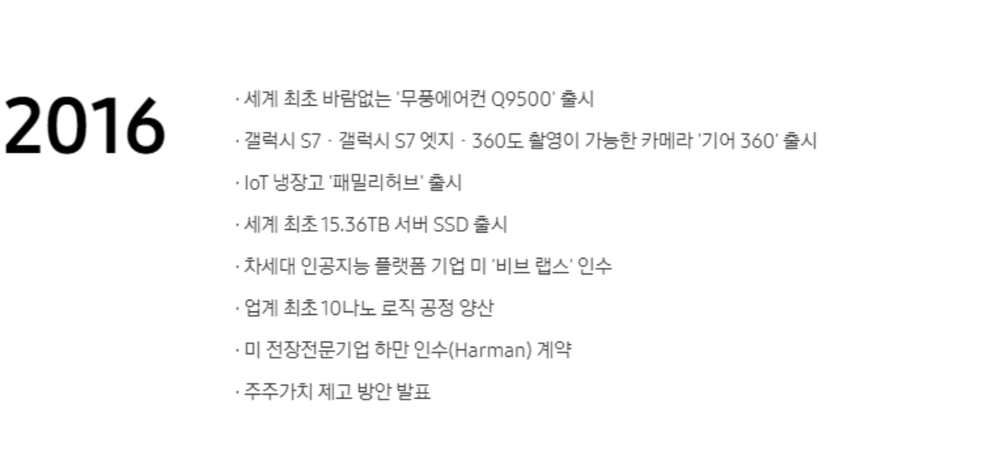 2016
· 세계 최초 바람없는 '무풍에어컨 Q9500' 출시
· 갤럭시 S7 · 갤럭시 S7 엣지 · 360도 촬영이 가능한 카메라 '기어 360' 출시
· IoT 냉장고 '패밀리허브' 출시
· 세계 최초 15.36TB 서버 SSD 출시
· 차세대 인공지능 플랫폼 기업 미 '비브 랩스' 인수
· 업계 최초 10나노 로직 공정 양산
· 미 전장전문기업 하만 인수(Harman) 계약
· 주주가치 제고 방안 발표